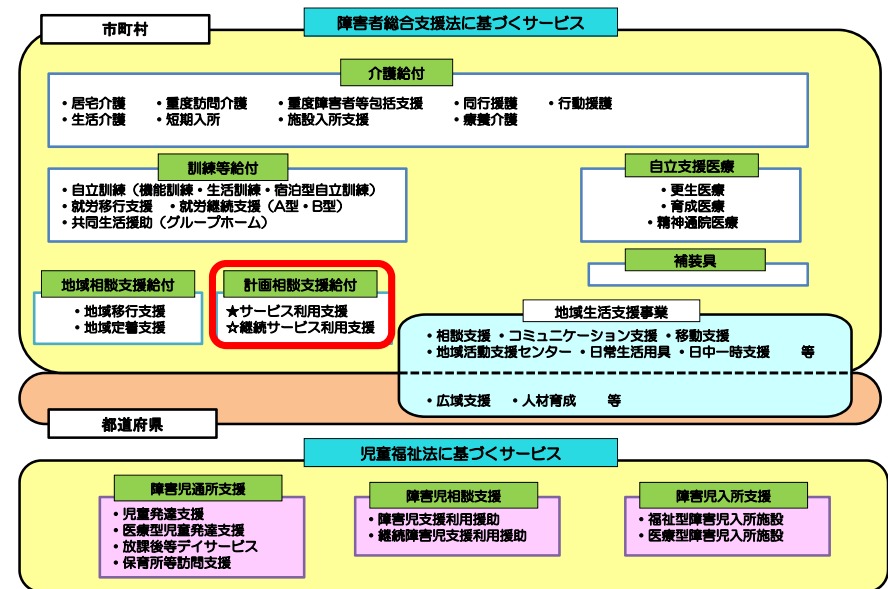 市町村
障害者総合支援法に基づくサービス
介護給付
・居宅介護 ・重度訪問介護 ・重度障害者等包括支援 ・同行援護 ・行動援護
・生活介護 ・短期入所 ・施設入所支援 ・療養介護
訓練等給付
・自立訓練（機能訓練・生活訓練・宿泊型自立訓練）
・就労移行支援 ・就労継続支援（A型・B型）
・共同生活援助（グループホーム）
自立支援医療
・更生医療
・育成医療
・精神通院医療
補装具
地域相談支援給付
・地域移行支援
・地域定着支援
計画相談支援給付
★サービス利用支援
☆継続サービス利用支援
地域生活支援事業
・相談支援 ・コミュニケーション支援 ・移動支援
・地域活動支援センター ・日常生活用具 ・日中一時支援 等
・広域支援 ・人材育成 等
都道府県
児童福祉法に基づくサービス
障害児通所支援
・児童発達支援
・医療型児童発達支援
・放課後等デイサービス
・保育所等訪問支援
障害児相談支援
・障害児支援利用援助
・継続障害児支援利用援助
障害児入所支援
・福祉型障害児入所施設
・医療型障害児入所施設